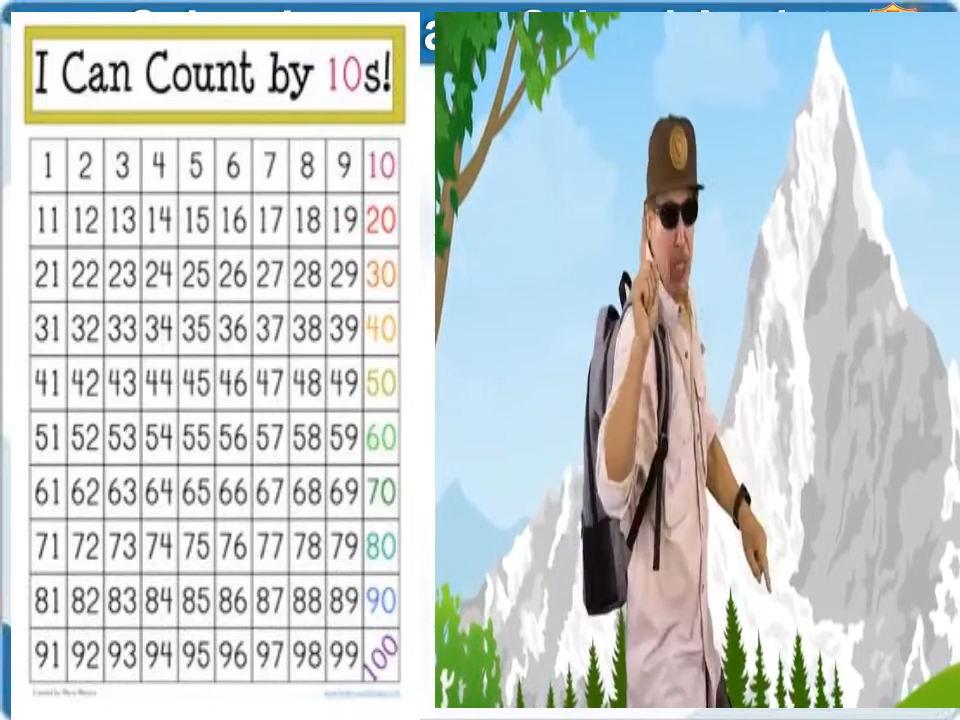 I Can Count by 10s!
1 2 3 4 5 6 7 8 9 10
11 12 13 14 15 16 17 18 19 20
21 22 23 24 25 26 27 28 29 30
31 32 33 34 35 36 37 38 39 40
41 42 43 44 45 46 47 48 49 50
51 52 53 54 55 56 57 58 59 60
61 62 63 64 65 66 67 68 69 70
71 72 73 74 75 76 77 78 79 80
81 82 83 84 85 86 87 88 89 90
91 92 93 94 95 96 97 98 99 100